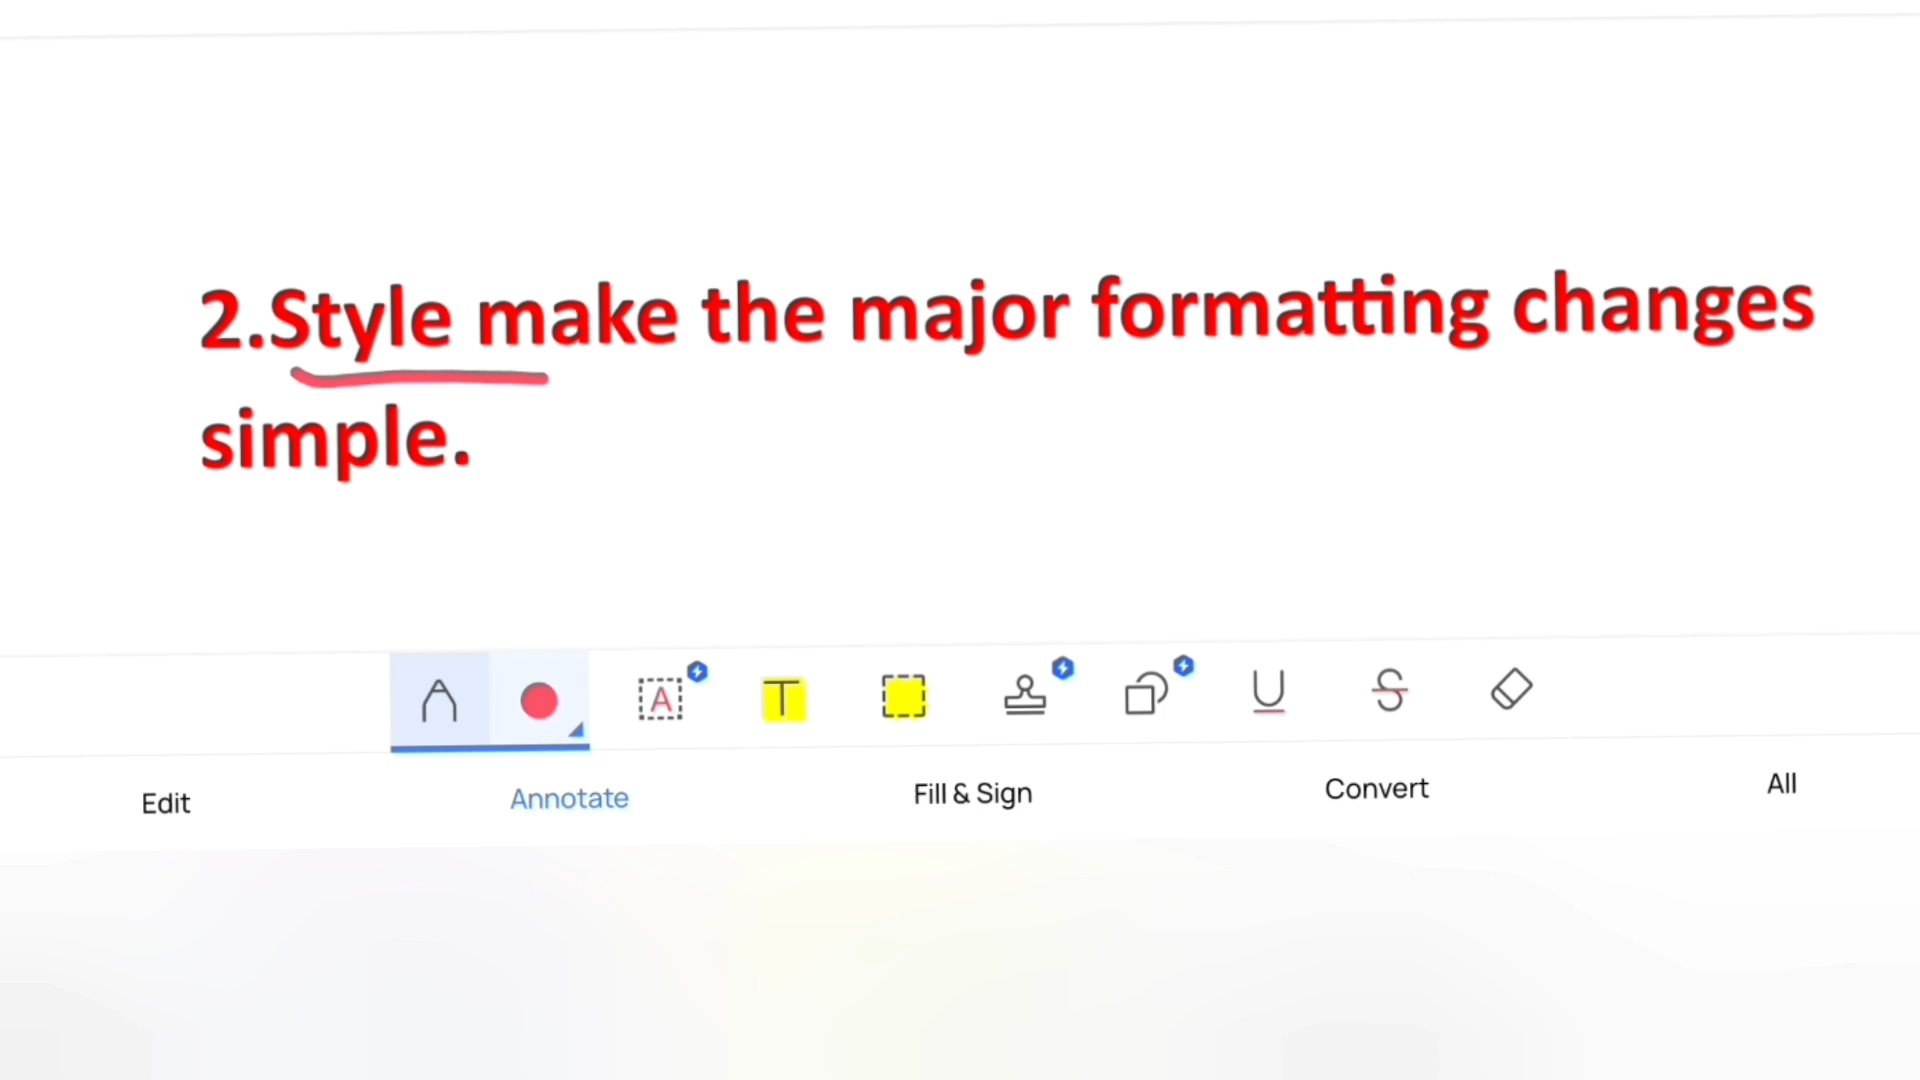 2.Style make the major formatting changes
simple.
A T U S
Edit Annotate Fill & Sign Convert All